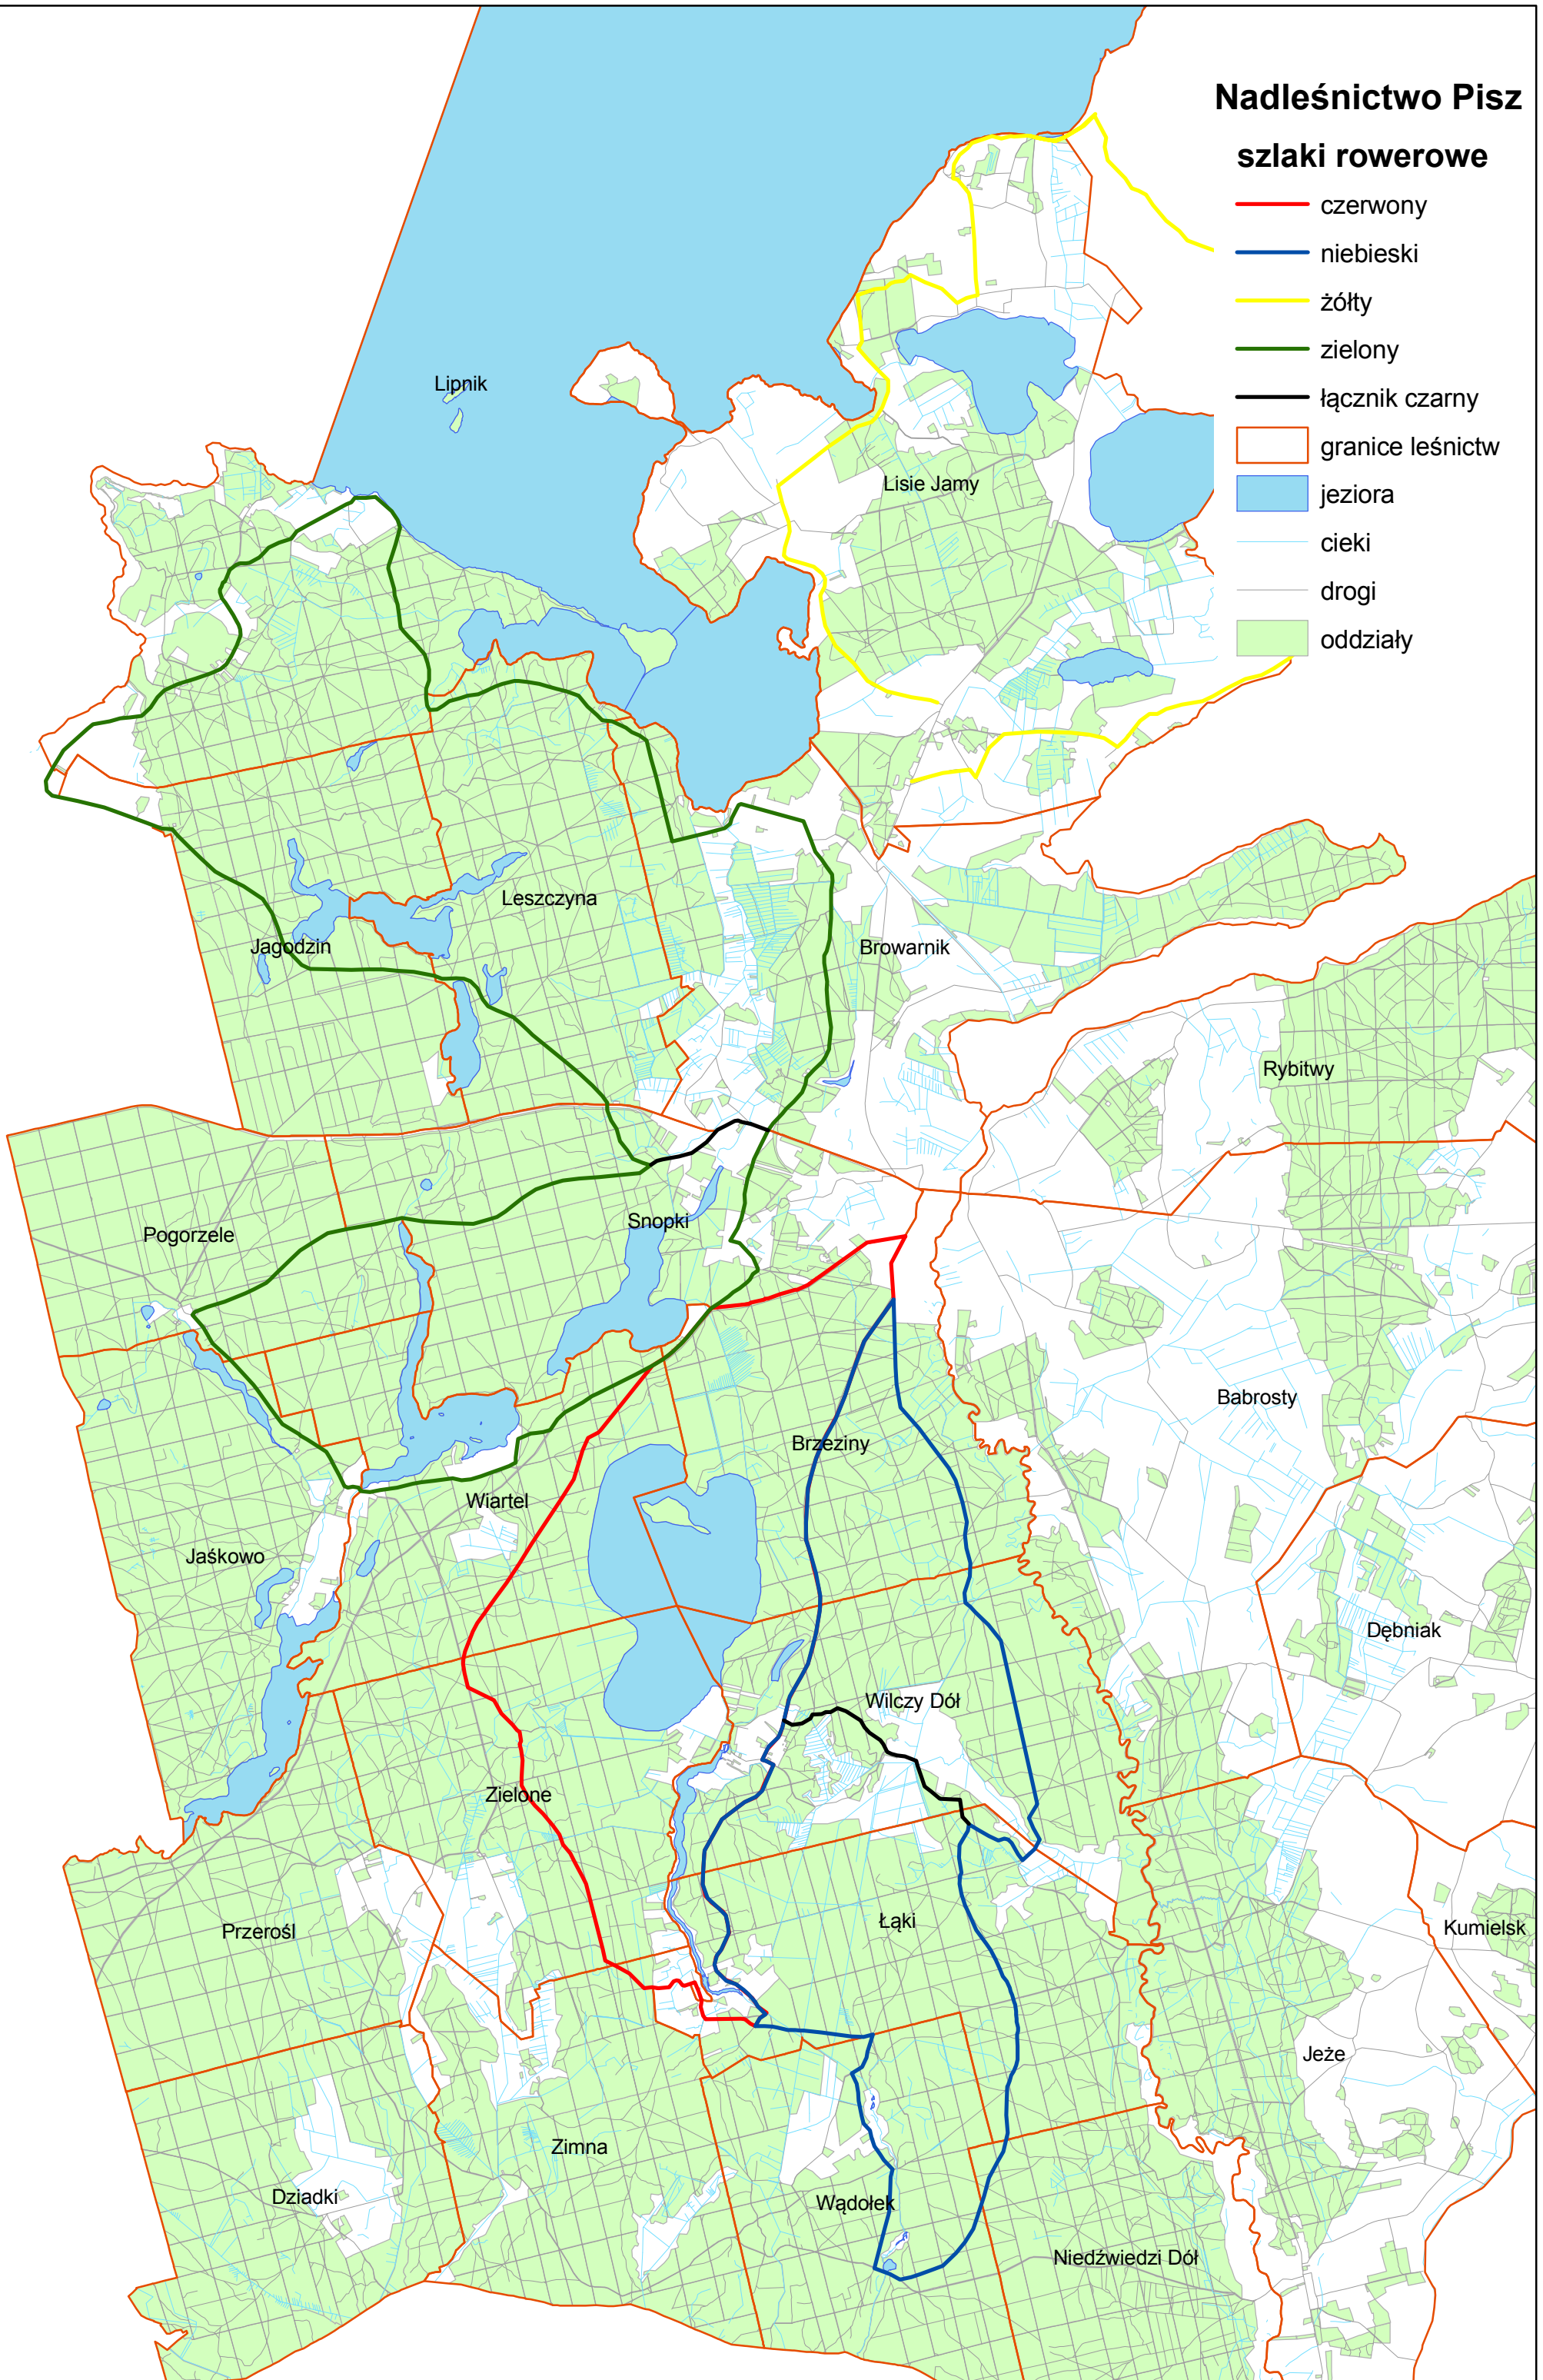 Nadleśnictwo Pisz
szlaki rowerowe
czerwony
niebieski
żółty
zielony
łącznik czarny
granice leśnictw
jeziora
cieki
drogi
oddziały
Lipnik
Lisie Jamy
Leszczyna
Jagodzin
Browarnik
Rybitwy
Snopki
Pogorzele
Babrosty
Brzeziny
Wiartel
Jaśkowo
Dębniak
Wilczy Dół
Zielone
Łąki
Kumielsk
Przerośl
Jeże
Zimna
Dziadki
Wądołek
Niedźwiedzi Dół